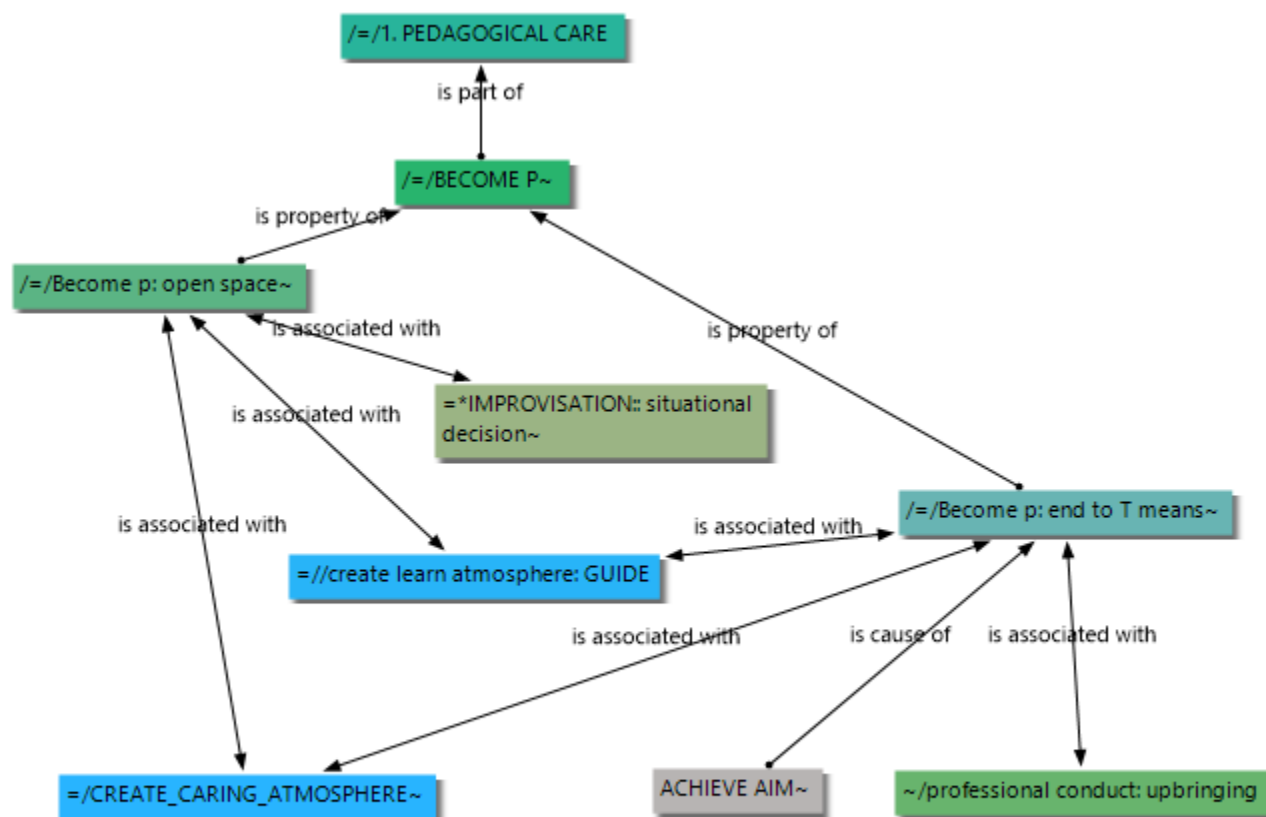 /=/1. PEDAGOGICAL CARE
is part of
/=/BECOME P~
is property of
/=/Become p: open space~
is associated with
is property of
=*IMPROVISATION:: situational
decision~
is associated with
/=/Become p: end to T means~
is associated with
is associated with
=//create learn atmosphere: GUIDE
is associated with
is cause of
is associated with
=/CREATE_CARING_ATMOSPHERE~
ACHIEVE AIM~
~/professional conduct: upbringing